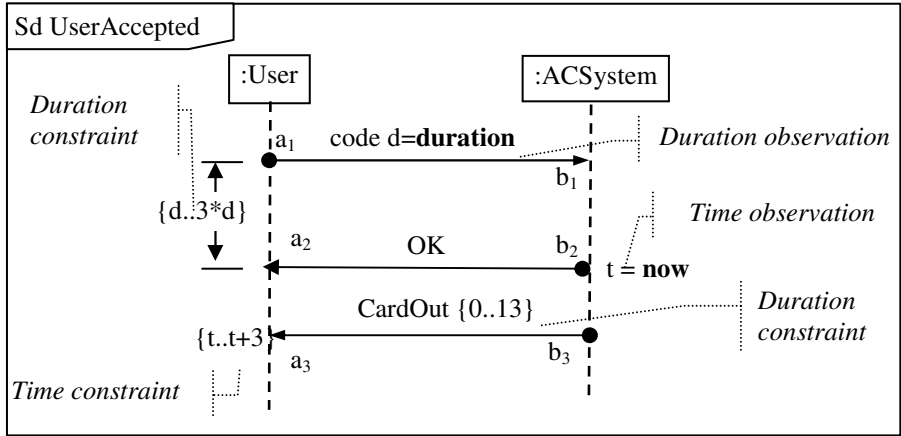 Sd UserAccepted
:User
:ACSystem
Duration
constraint
a1
code d=duration
Duration observation
b1
{d..3*d}
Time observation
a2
OK
b2
t = now
CardOut {0..13}
Duration
constraint
{t..t+3}
a3
b3
Time constraint